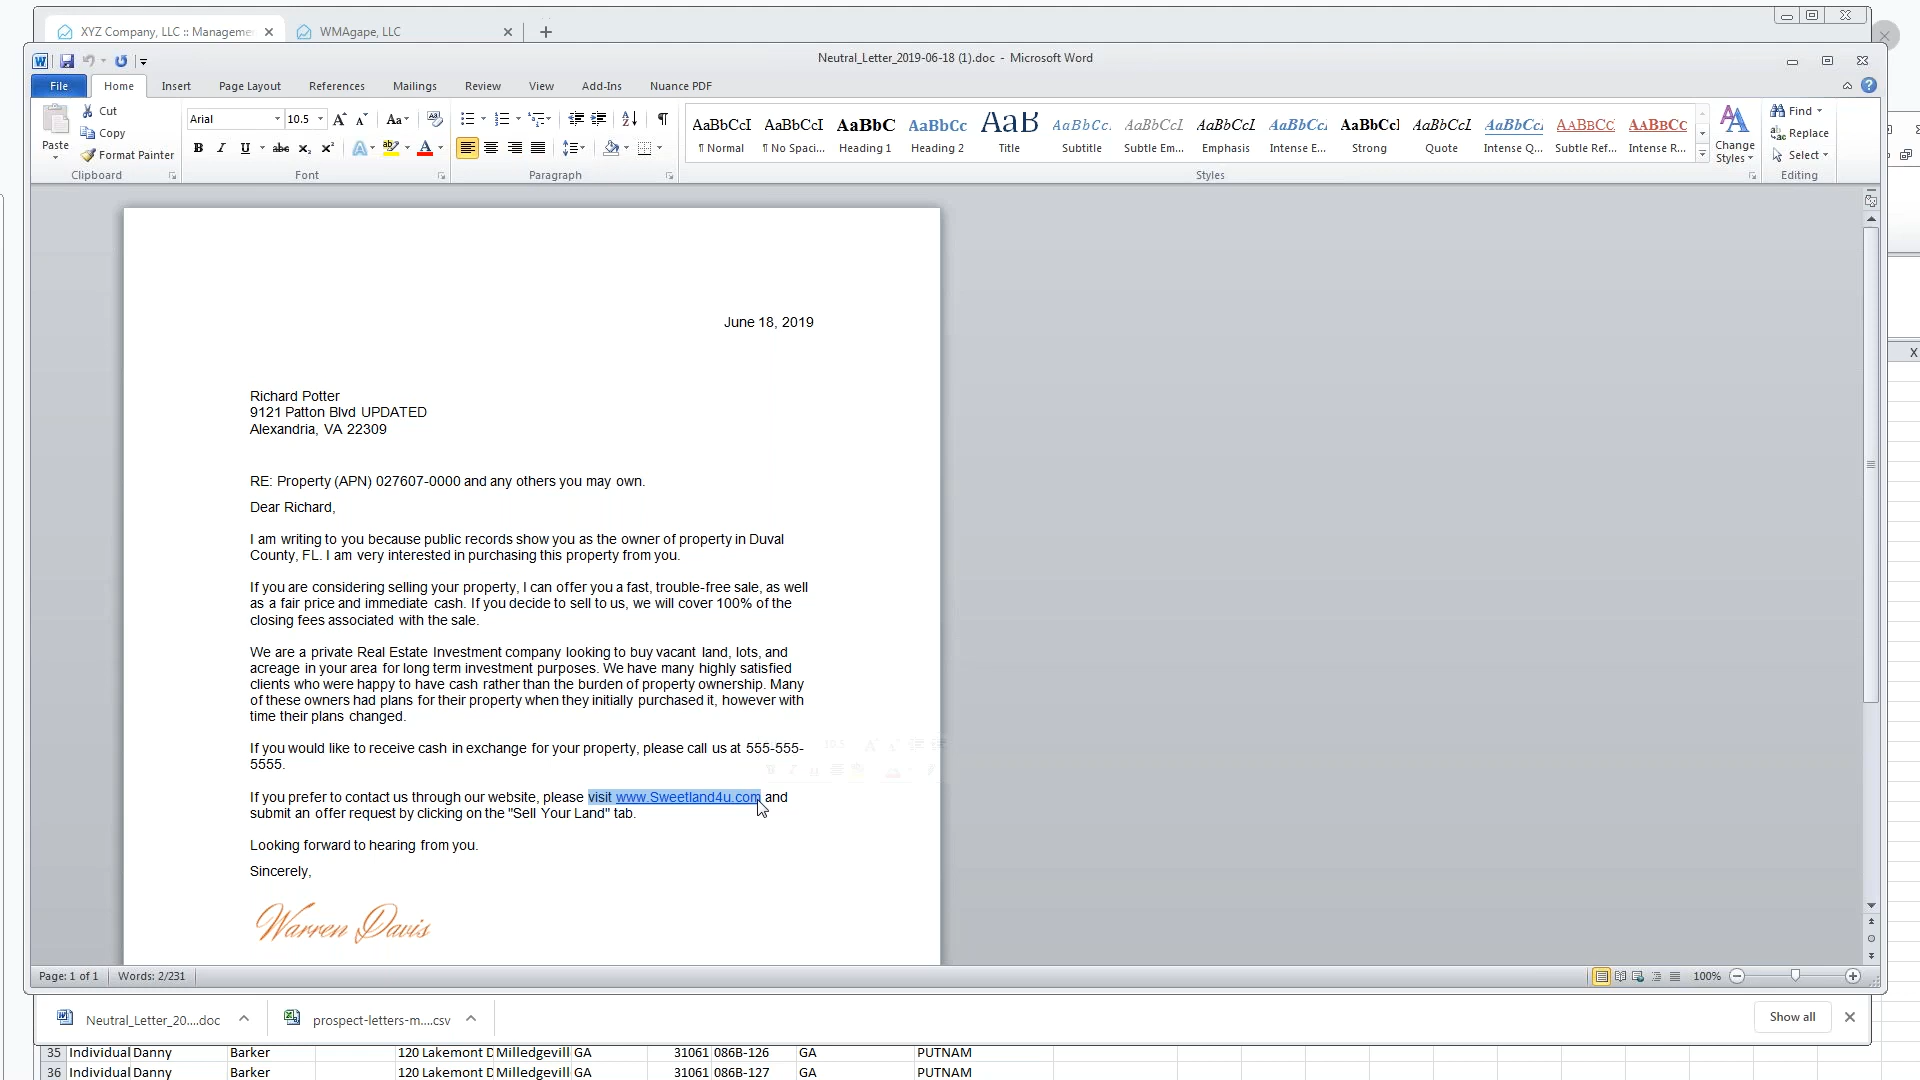 XYZ Company, LLC :: Manageme
WMAgape, LLC
Neutral_Letter_2019-06-18 (1).doc - Microsoft Word
File Home Insert Page Layout References Mailings Review View Add-Ins Nuance PDF
Paste
Cut
Copy
Format Painter
Clipboard
Arial 10.5
Font
Paragraph
AaBbCcI AaBbCcI AaBbC AaBbCc AaB AaBbCc. AaBbCcI AaBbCcL AaBbCcL AaBbCcI AaBbCcL AaBbCcL AaBbCc AaBbCc
¶ Normal ¶ No Spaci... Heading 1 Heading 2 Title Subtitle Subtle Em... Emphasis Intense E... Strong Quote Intense Q... Subtle Ref... Intense R...
Styles
Change Styles
Find
Replace
Select
Editing
X
June 18, 2019
Richard Potter
9121 Patton Blvd UPDATED
Alexandria, VA 22309
RE: Property (APN) 027607-0000 and any others you may own.
Dear Richard,
I am writing to you because public records show you as the owner of property in Duval
County, FL. I am very interested in purchasing this property from you.
If you are considering selling your property, I can offer you a fast, trouble-free sale, as well
as a fair price and immediate cash. If you decide to sell to us, we will cover 100% of the
closing fees associated with the sale.
We are a private Real Estate Investment company looking to buy vacant land, lots, and
acreage in your area for long term investment purposes. We have many highly satisfied
clients who were happy to have cash rather than the burden of property ownership. Many
of these owners had plans for their property when they initially purchased it, however with
time their plans changed.
If you would like to receive cash in exchange for your property, please call us at 555-555-
5555.
If you prefer to contact us through our website, please visit www.Sweetland4u.com and
submit an offer request by clicking on the "Sell Your Land" tab.
Looking forward to hearing from you.
Sincerely,
Warren Davis
Page: 1 of 1 Words: 2/231 100%
Neutral_Letter_20....doc prospect-letters-m....csv Show all
35 Individual Danny Barker 120 Lakemont D Milledgevill GA 31061 086B-126 GA PUTNAM
36 Individual Danny Barker 120 Lakemont D Milledgevill GA 31061 086B-127 GA PUTNAM